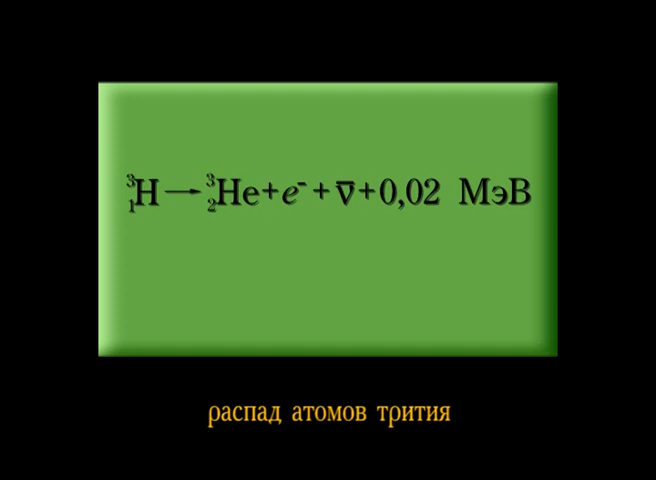 ³₁H → ³₂He + e⁻ + ν̅ + 0,02 МэВ
распад атомов трития